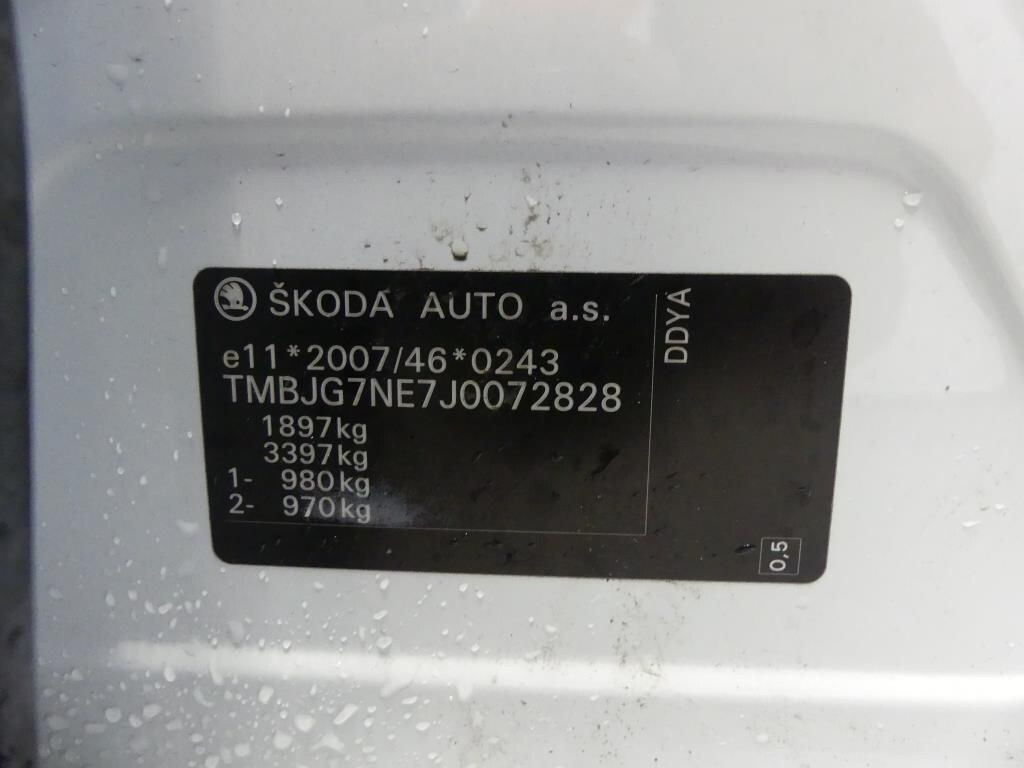 ŠKODA AUTO a.s.
e11*2007/46*0243
TMBJG7NE7J0072828
1897kg
3397kg
1- 980kg
2- 970kg
DDYA
0,5